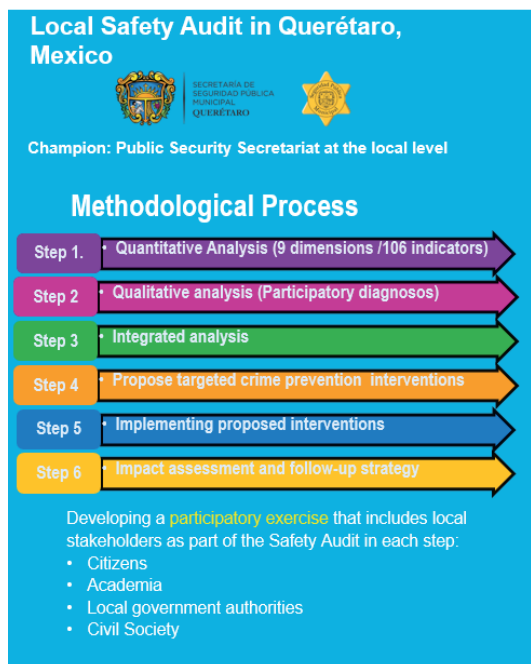 Local Safety Audit in Querétaro,
Mexico
SECRETARÍA DE
SEGURIDAD PÚBLICA
MUNICIPAL
QUERÉTARO
Champion: Public Security Secretariat at the local level
Methodological Process
Step 1. • Quantitative Analysis (9 dimensions /106 indicators)
Step 2 • Qualitative analysis (Participatory diagnosos)
Step 3 • Integrated analysis
Step 4 • Propose targeted crime prevention interventions
Step 5 • Implementing proposed interventions
Step 6 • Impact assessment and follow-up strategy
Developing a participatory exercise that includes local
stakeholders as part of the Safety Audit in each step:
• Citizens
• Academia
• Local government authorities
• Civil Society